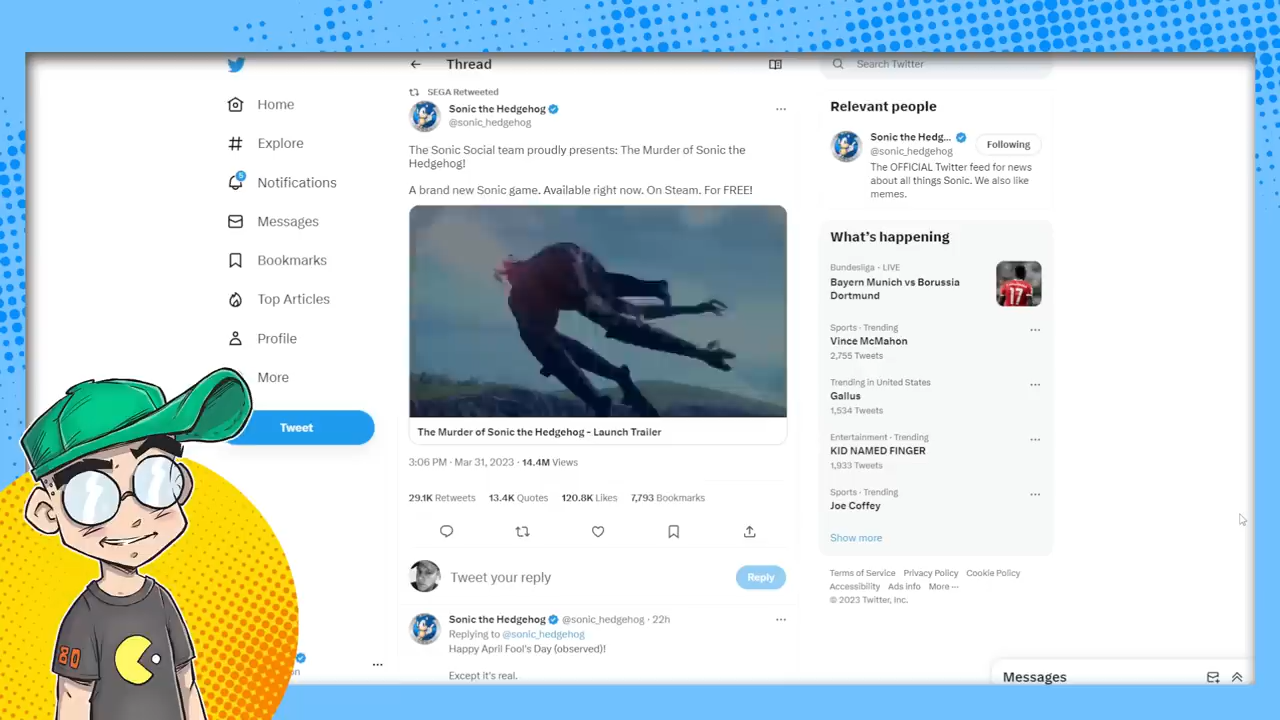 Home
Explore
5
Notifications
Messages
Bookmarks
Top Articles
Profile
More
Tweet
80
Thread
SEGA Retweeted
Sonic the Hedgehog
@sonic_hedgehog
The Sonic Social team proudly presents: The Murder of Sonic the
Hedgehog!
A brand new Sonic game. Available right now. On Steam. For FREE!
The Murder of Sonic the Hedgehog - Launch Trailer
3:06 PM · Mar 31, 2023 · 14.4M Views
29.1K Retweets 13.4K Quotes 120.8K Likes 7,793 Bookmarks
Tweet your reply
Reply
Sonic the Hedgehog @sonic_hedgehog · 22h
Replying to @sonic_hedgehog
Happy April Fool's Day (observed)!
Except it's real.
Search Twitter
Relevant people
Sonic the Hedg...
@sonic_hedgehog
Following
The OFFICIAL Twitter feed for news
about all things Sonic. We also like
memes.
What's happening
Bundesliga · LIVE
Bayern Munich vs Borussia
Dortmund
17
Sports · Trending
Vince McMahon
2,755 Tweets
Trending in United States
Gallus
1,534 Tweets
Entertainment · Trending
KID NAMED FINGER
1,933 Tweets
Sports · Trending
Joe Coffey
Show more
Terms of Service Privacy Policy Cookie Policy
Accessibility Ads info More ···
© 2023 Twitter, Inc.
Messages